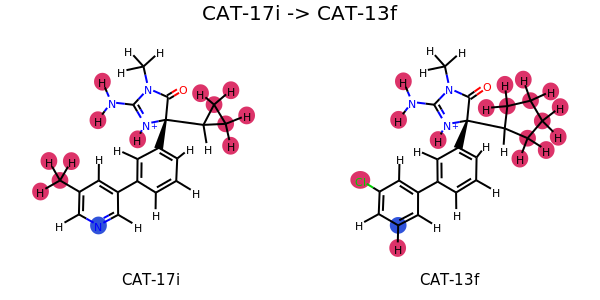 CAT-17i -> CAT-13f
H H
H
H N O H H
N
H N+ H
H H H
H H
H H H
H H
H
H N H
H H
H
H N O H H H
N H H
H N+
H H
H H H H H
H
Cl
H
H
H H
H
CAT-17i
CAT-13f